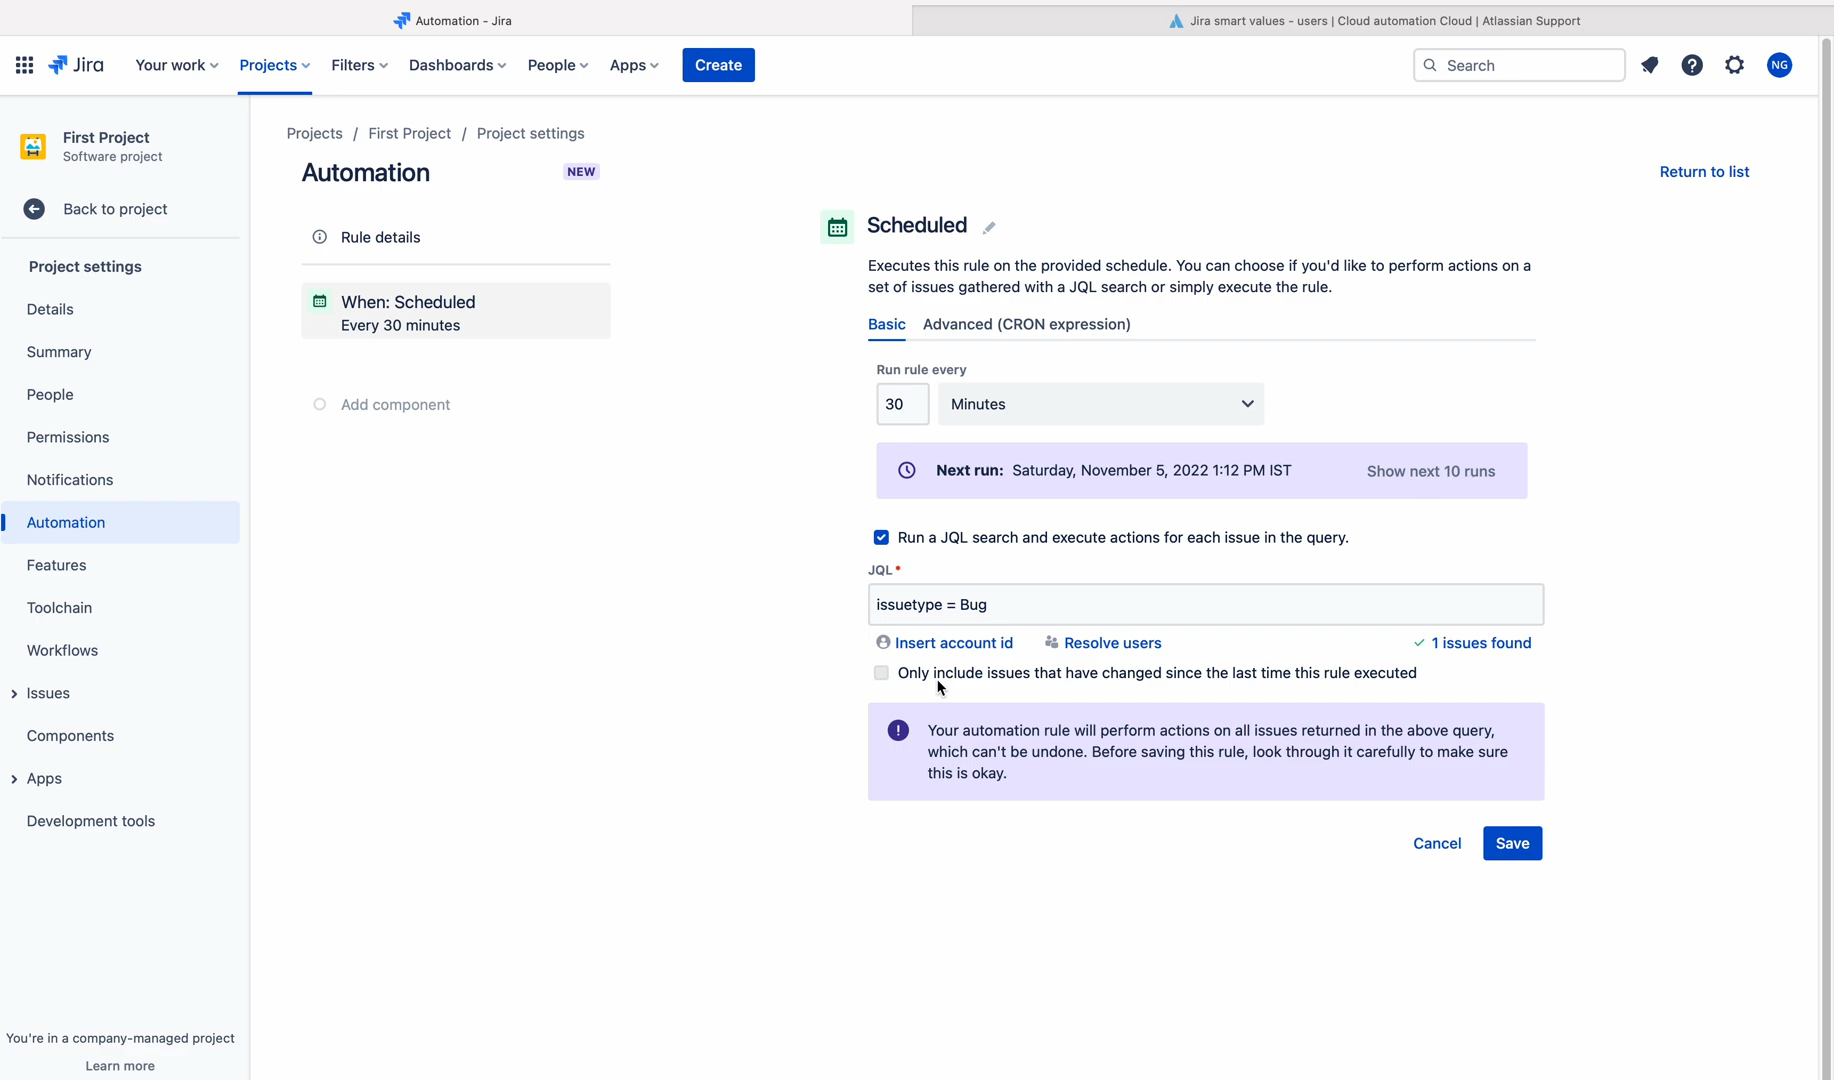 Automation - Jira
Jira smart values - users | Cloud automation Cloud | Atlassian Support
Jira
Your work
Projects
Filters
Dashboards
People
Apps
Create
Search
NG
First Project
Software project
Back to project
Project settings
Details
Summary
People
Permissions
Notifications
Automation
Features
Toolchain
Workflows
Issues
Components
Apps
Development tools
You're in a company-managed project
Learn more
Projects / First Project / Project settings
Automation
NEW
Return to list
Rule details
When: Scheduled
Every 30 minutes
Add component
Scheduled
Executes this rule on the provided schedule. You can choose if you'd like to perform actions on a
set of issues gathered with a JQL search or simply execute the rule.
Basic
Advanced (CRON expression)
Run rule every
30
Minutes
Next run: Saturday, November 5, 2022 1:12 PM IST
Show next 10 runs
Run a JQL search and execute actions for each issue in the query.
JQL*
issuetype = Bug
Insert account id
Resolve users
1 issues found
Only include issues that have changed since the last time this rule executed
Your automation rule will perform actions on all issues returned in the above query,
which can't be undone. Before saving this rule, look through it carefully to make sure
this is okay.
Cancel
Save